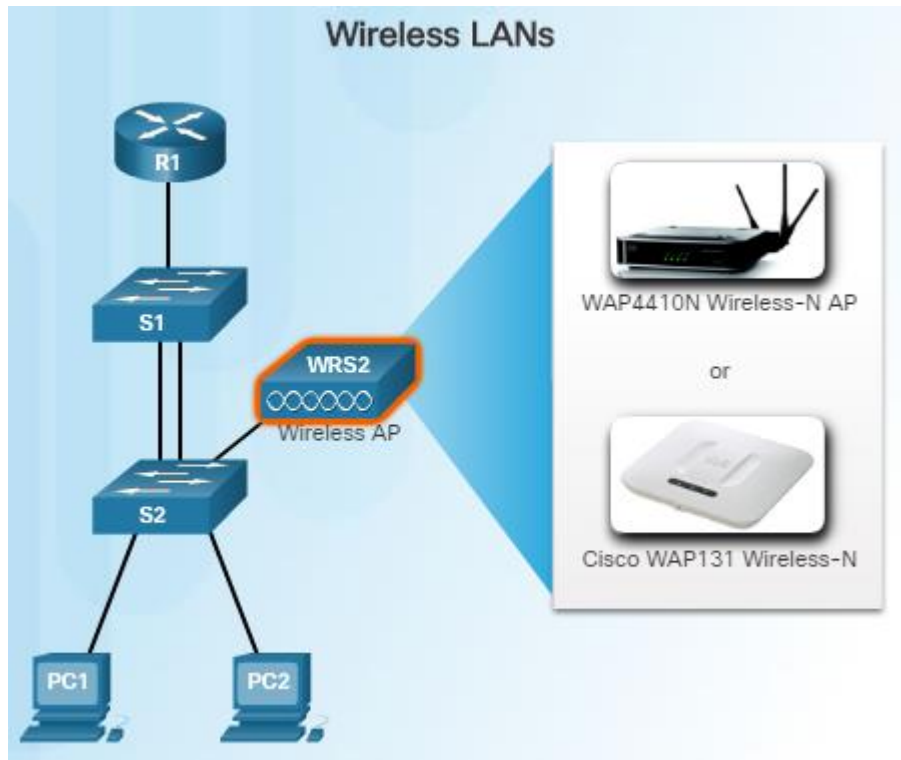 Wireless LANs
R1
S1
WRS2
Wireless AP
S2
PC1
PC2
WAP4410N Wireless-N AP
or
Cisco WAP131 Wireless-N